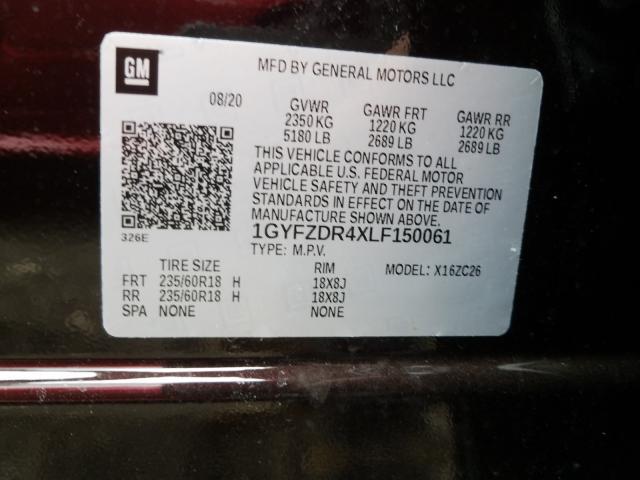 GM
MFD BY GENERAL MOTORS LLC
08/20
GVWR GAWR FRT GAWR RR
2350 KG 1220 KG 1220 KG
5180 LB 2689 LB 2689 LB
THIS VEHICLE CONFORMS TO ALL
APPLICABLE U.S. FEDERAL MOTOR
VEHICLE SAFETY AND THEFT PREVENTION
STANDARDS IN EFFECT ON THE DATE OF
MANUFACTURE SHOWN ABOVE.
326E
1GYFZDR4XLF150061
TYPE: M.P.V.
TIRE SIZE RIM MODEL: X16ZC26
FRT 235/60R18 H 18X8J
RR 235/60R18 H 18X8J
SPA NONE NONE